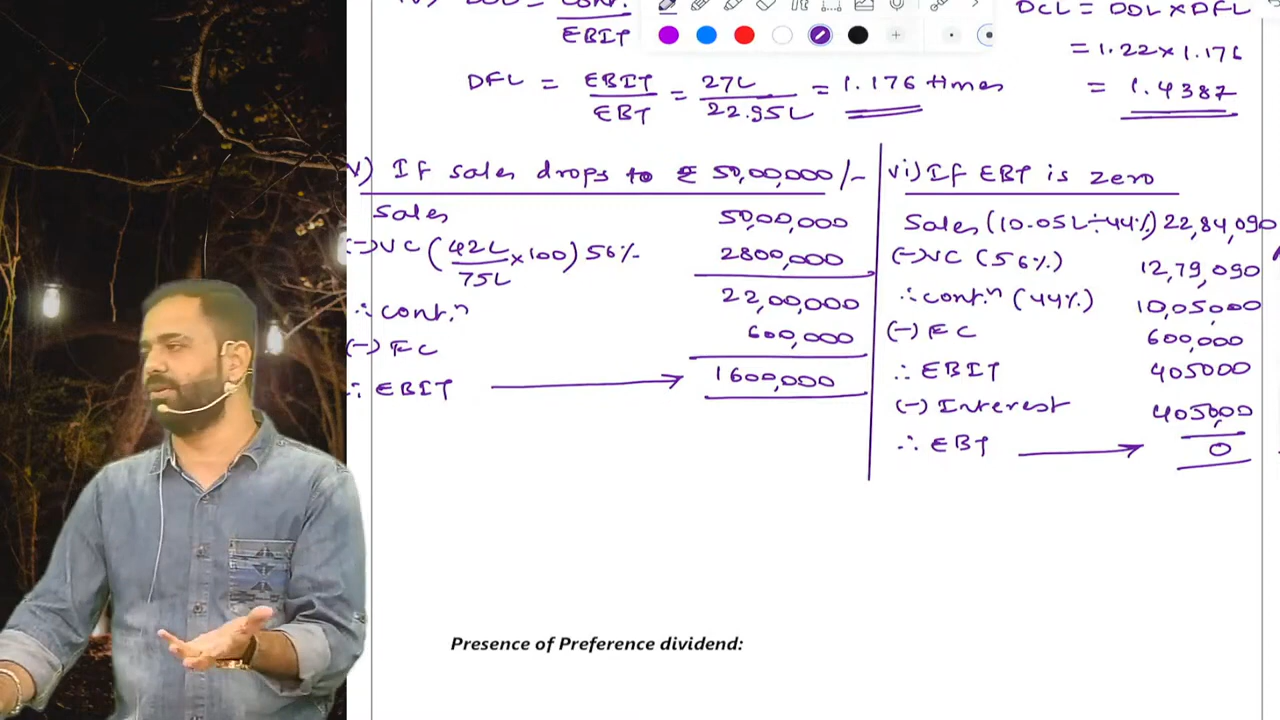 EBIT
DCL = DOL x DFL
= 1.22 x 1.176
= 1.4387
DFL = EBIT / EBT = 27L / 22.95L = 1.176 times
v) If sales drops to ₹ 50,00,000/-
Sales 50,00,000
(-) VC (42L / 75L x 100) 56% 2800,000
∴ Cont.n 22,00,000
(-) FC 600,000
∴ EBIT → 1600,000
vi) If EBT is zero
Sales (10.05L ÷ 44%) 22,84,090
(-) VC (56%) 12,79,090
∴ Cont.n (44%) 10,05,000
(-) FC 600,000
∴ EBIT 405000
(-) Interest 405,000
∴ EBT → 0
Presence of Preference dividend: